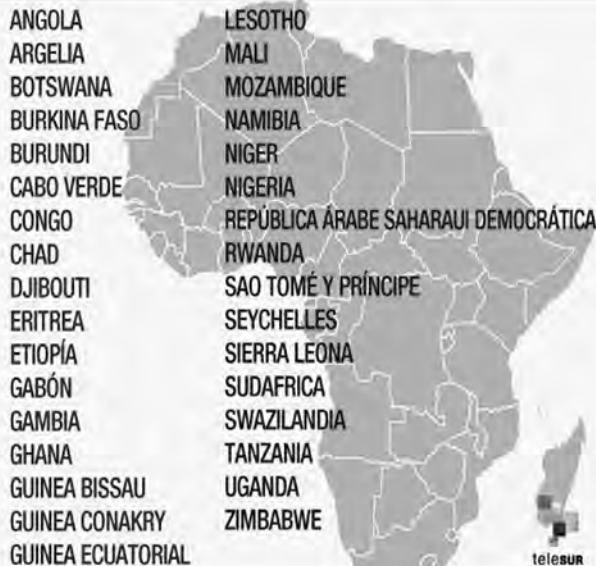 ANGOLA
ARGELIA
BOTSWANA
BURKINA FASO
BURUNDI
CABO VERDE
CONGO
CHAD
DJIBOUTI
ERITREA
ETIOPÍA
GABÓN
GAMBIA
GHANA
GUINEA BISSAU
GUINEA CONAKRY
GUINEA ECUATORIAL
LESOTHO
MALI
MOZAMBIQUE
NAMIBIA
NIGER
NIGERIA
REPÚBLICA ÁRABE SAHARAUI DEMOCRÁTICA
RWANDA
SAO TOMÉ Y PRÍNCIPE
SEYCHELLES
SIERRA LEONA
SUDAFRICA
SWAZILANDIA
TANZANIA
UGANDA
ZIMBABWE
teleSUR